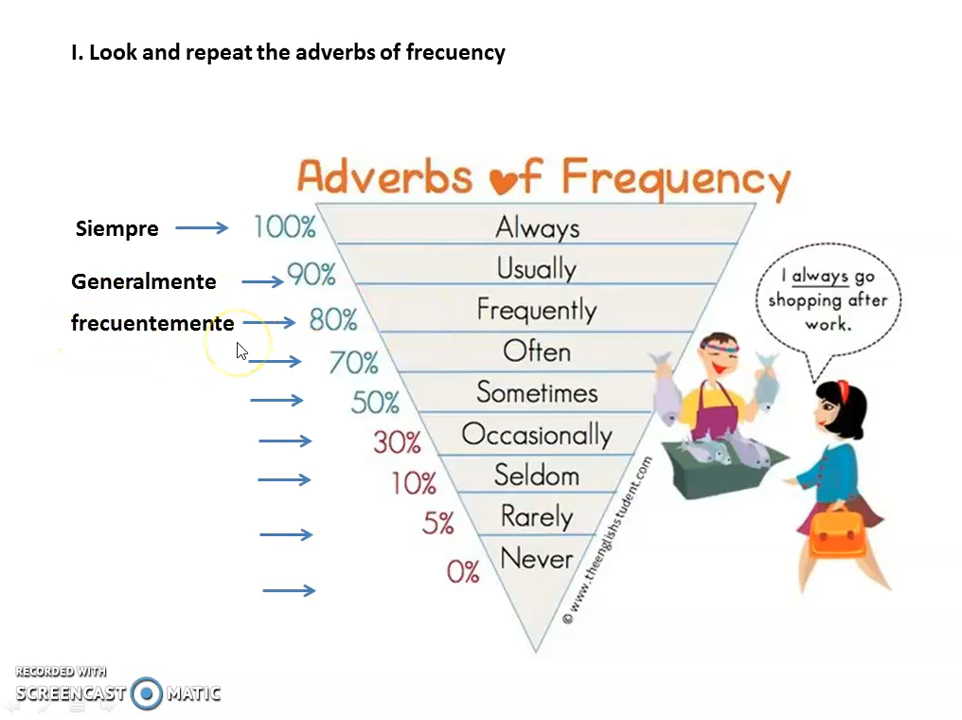 I. Look and repeat the adverbs of frecuency
Adverbs of Frequency
Siempre 100% Always
Generalmente 90% Usually
frecuentemente 80% Frequently
70% Often
50% Sometimes
30% Occasionally
10% Seldom
5% Rarely
0% Never
I always go
shopping after
work.
© www.theenglishstudent.com
RECORDED WITH
SCREENCAST MATIC